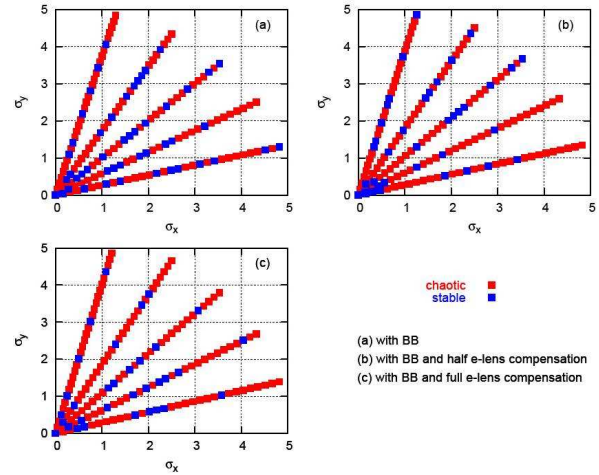 5
4
3
2
1
0
σy
0 1 2 3 4 5
σx
(a)
5
4
3
2
1
0
σy
0 1 2 3 4 5
σx
(b)
5
4
3
2
1
0
σy
0 1 2 3 4 5
σx
(c)
chaotic
stable
(a) with BB
(b) with BB and half e-lens compensation
(c) with BB and full e-lens compensation